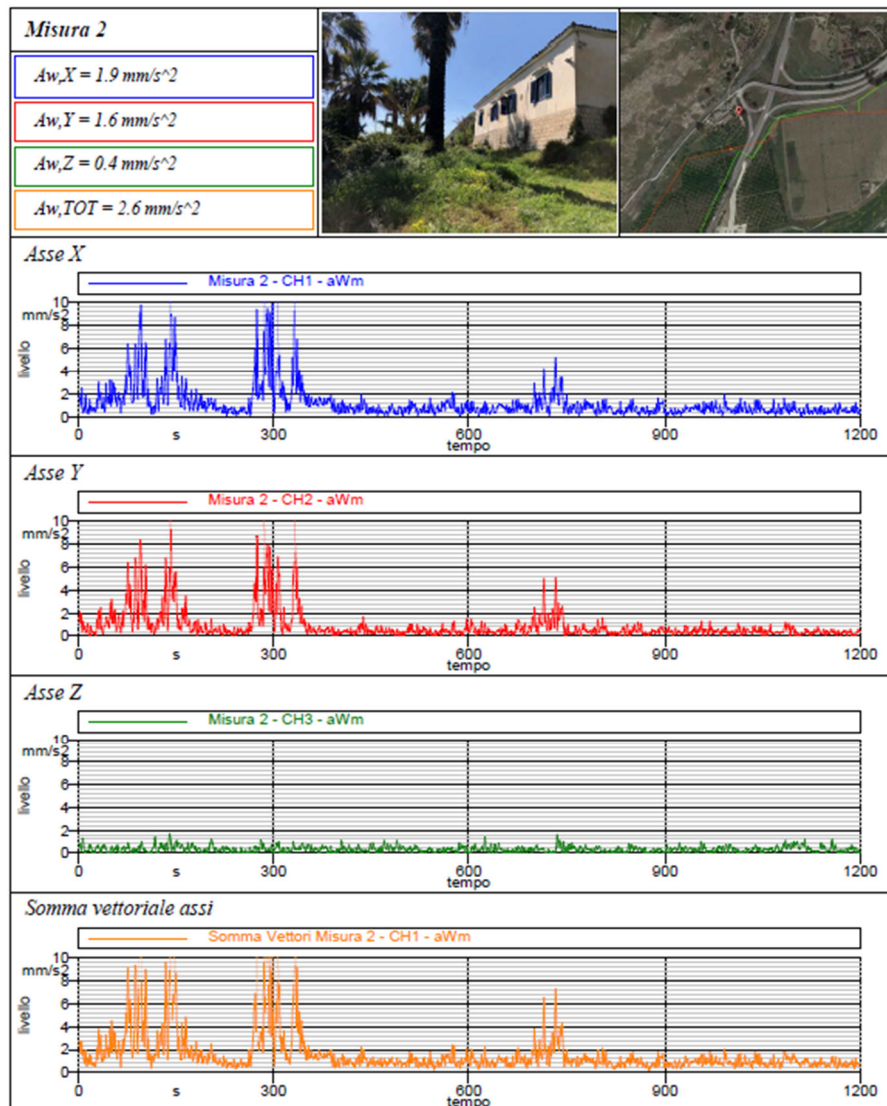 Misura 2
Aw,X = 1.9 mm/s^2
Aw,Y = 1.6 mm/s^2
Aw,Z = 0.4 mm/s^2
Aw,TOT = 2.6 mm/s^2
Asse X
Misura 2 - CH1 - aWm
10
mm/s2
8
6
livello
4
2
0
0 s 300 600 900 1200
tempo
Asse Y
Misura 2 - CH2 - aWm
10
mm/s2
8
6
livello
4
2
0
0 s 300 600 900 1200
tempo
Asse Z
Misura 2 - CH3 - aWm
10
mm/s2
8
6
livello
4
2
0
0 s 300 600 900 1200
tempo
Somma vettoriale assi
Somma Vettori Misura 2 - CH1 - aWm
10
mm/s2
8
6
livello
4
2
0
0 s 300 600 900 1200
tempo